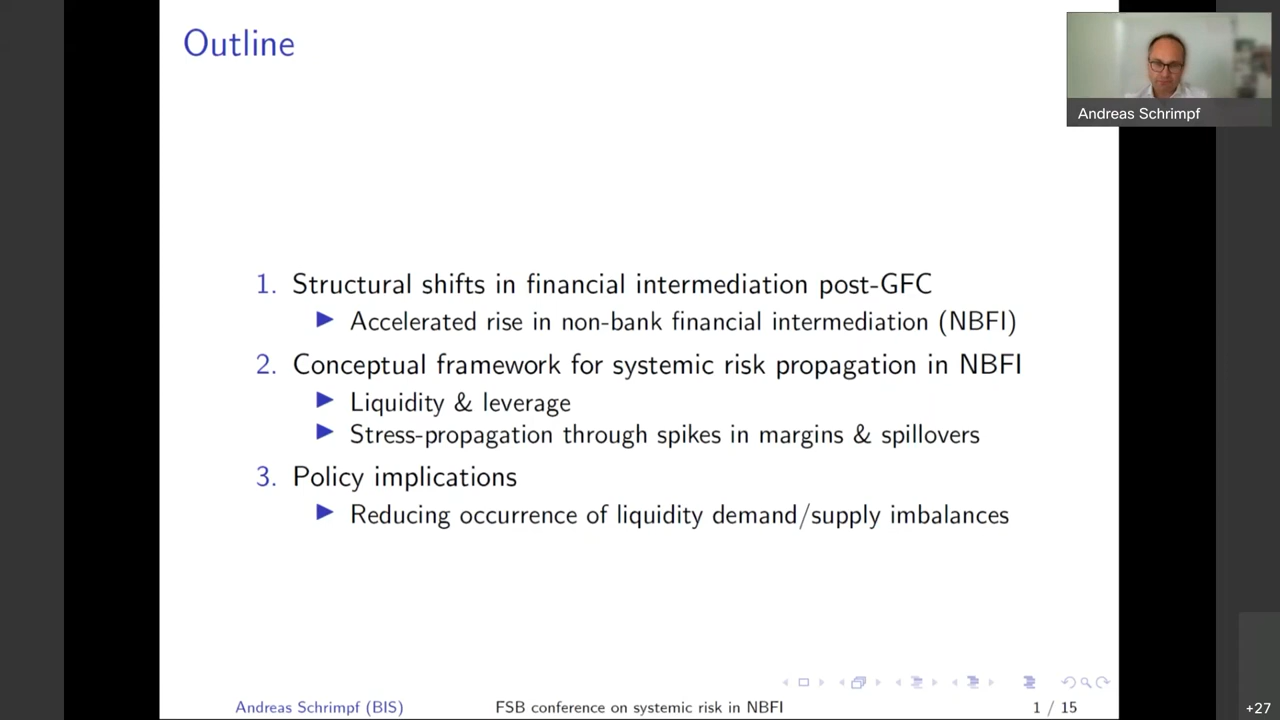 Outline
Andreas Schrimpf
1. Structural shifts in financial intermediation post-GFC
▶ Accelerated rise in non-bank financial intermediation (NBFI)
2. Conceptual framework for systemic risk propagation in NBFI
▶ Liquidity & leverage
▶ Stress-propagation through spikes in margins & spillovers
3. Policy implications
▶ Reducing occurrence of liquidity demand/supply imbalances
Andreas Schrimpf (BIS) FSB conference on systemic risk in NBFI 1 / 15
+27